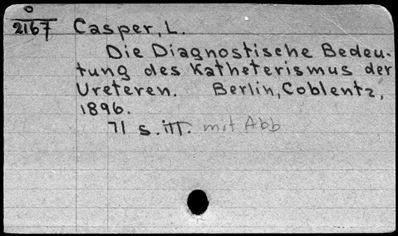 O
2167 Casper, L.
Die Diagnostische Bedeu-
tung des Katheterismus der
Ureteren. Berlin, Coblentz,
1896.
71 s. ill. mit Abb